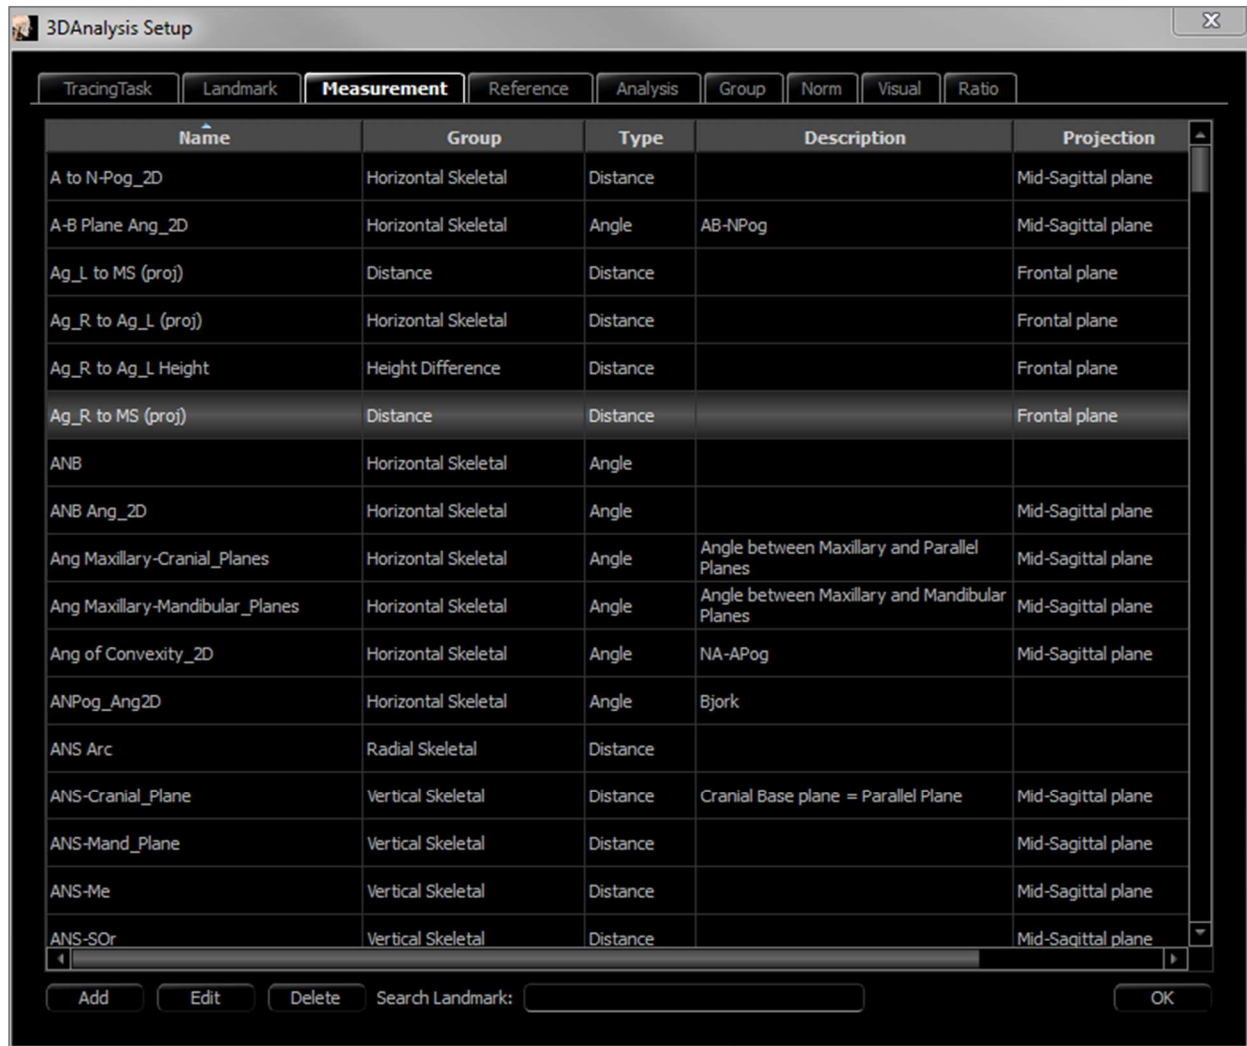 3DAnalysis Setup
TracingTask Landmark Measurement Reference Analysis Group Norm Visual Ratio
Name Group Type Description Projection
A to N-Pog_2D Horizontal Skeletal Distance Mid-Sagittal plane
A-B Plane Ang_2D Horizontal Skeletal Angle AB-NPog Mid-Sagittal plane
Ag_L to MS (proj) Distance Distance Frontal plane
Ag_R to Ag_L (proj) Horizontal Skeletal Distance Frontal plane
Ag_R to Ag_L Height Height Difference Distance Frontal plane
Ag_R to MS (proj) Distance Distance Frontal plane
ANB Horizontal Skeletal Angle
ANB Ang_2D Horizontal Skeletal Angle Mid-Sagittal plane
Ang Maxillary-Cranial_Planes Horizontal Skeletal Angle Angle between Maxillary and Parallel
Planes Mid-Sagittal plane
Ang Maxillary-Mandibular_Planes Horizontal Skeletal Angle Angle between Maxillary and Mandibular
Planes Mid-Sagittal plane
Ang of Convexity_2D Horizontal Skeletal Angle NA-APog Mid-Sagittal plane
ANPog_Ang2D Horizontal Skeletal Angle Bjork
ANS Arc Radial Skeletal Distance
ANS-Cranial_Plane Vertical Skeletal Distance Cranial Base plane = Parallel Plane Mid-Sagittal plane
ANS-Mand_Plane Vertical Skeletal Distance Mid-Sagittal plane
ANS-Me Vertical Skeletal Distance Mid-Sagittal plane
ANS-SOr Vertical Skeletal Distance Mid-Sagittal plane
Add Edit Delete Search Landmark: OK